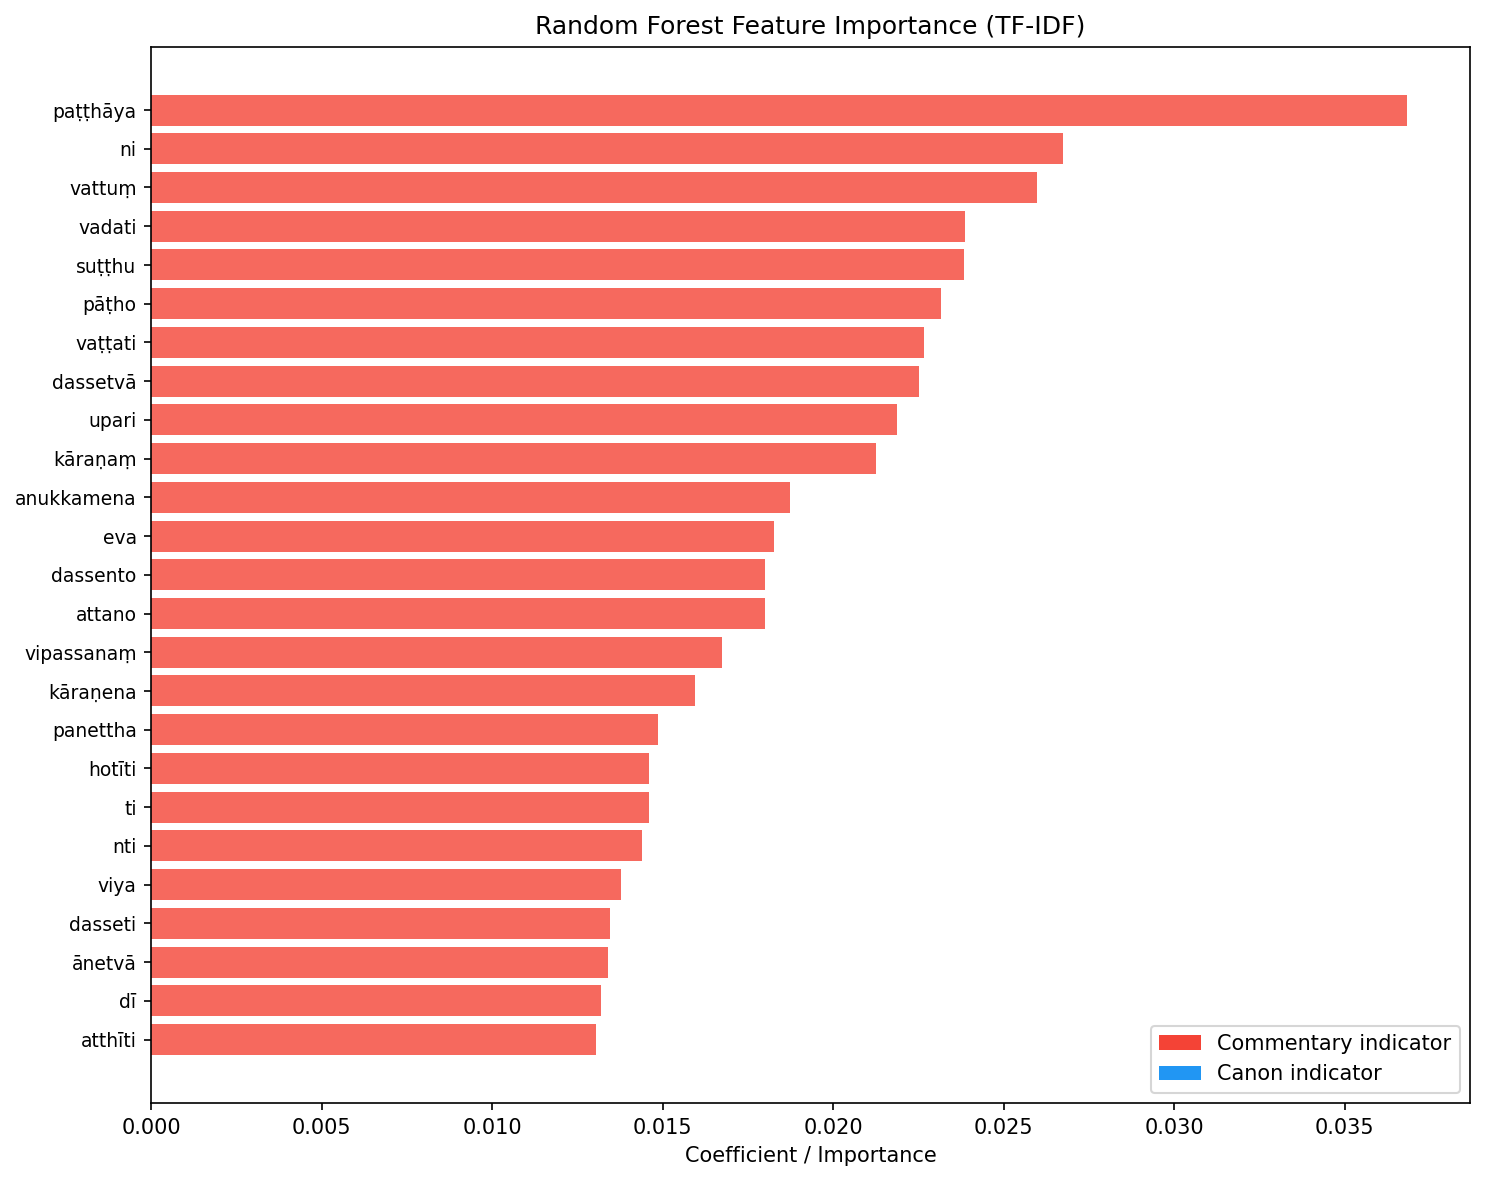 Random Forest Feature Importance (TF-IDF)
paṭṭhāya
ni
vattuṃ
vadati
suṭṭhu
pāṭho
vaṭṭati
dassetvā
upari
kāraṇaṃ
anukkamena
eva
dassento
attano
vipassanaṃ
kāraṇena
panettha
hotīti
ti
nti
viya
dasseti
ānetvā
dī
atthīti
Commentary indicator
Canon indicator
0.000 0.005 0.010 0.015 0.020 0.025 0.030 0.035
Coefficient / Importance